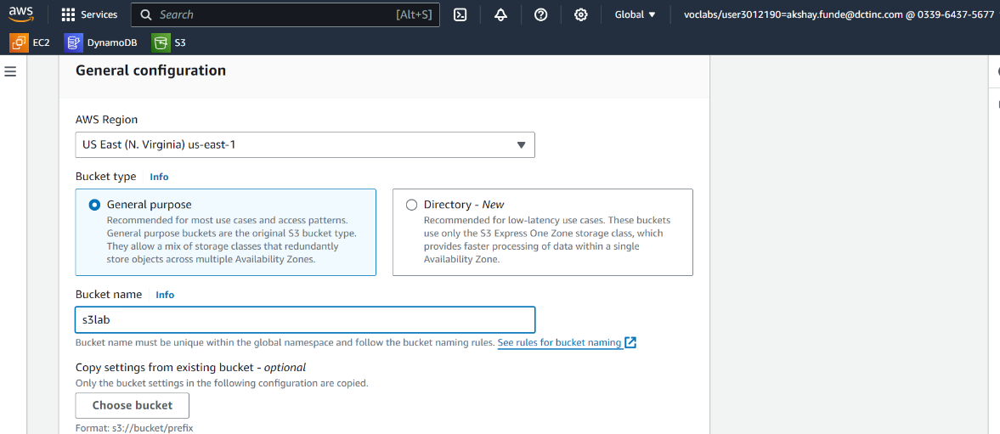 aws Services Search [Alt+S] Global voclabs/user3012190=akshay.funde@dctinc.com @ 0339-6437-5677
EC2 DynamoDB S3
General configuration
AWS Region
US East (N. Virginia) us-east-1
Bucket type Info
General purpose
Recommended for most use cases and access patterns.
General purpose buckets are the original S3 bucket type.
They allow a mix of storage classes that redundantly
store objects across multiple Availability Zones.
Directory - New
Recommended for low-latency use cases. These buckets
use only the S3 Express One Zone storage class, which
provides faster processing of data within a single
Availability Zone.
Bucket name Info
s3lab
Bucket name must be unique within the global namespace and follow the bucket naming rules. See rules for bucket naming
Copy settings from existing bucket - optional
Only the bucket settings in the following configuration are copied.
Choose bucket
Format: s3://bucket/prefix